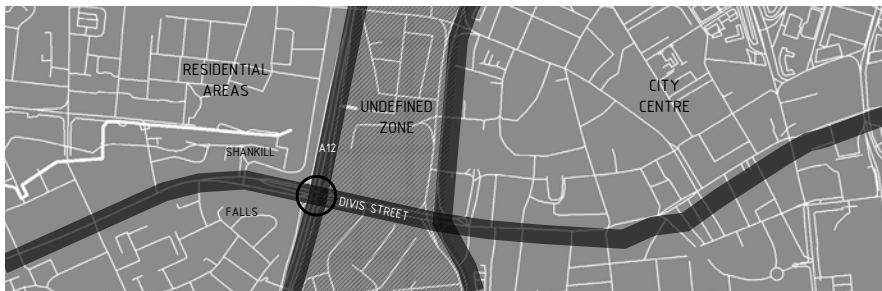 RESIDENTIAL
AREAS
UNDEFINED
ZONE
CITY
CENTRE
A12
SHANKILL
DIVIS STREET
FALLS